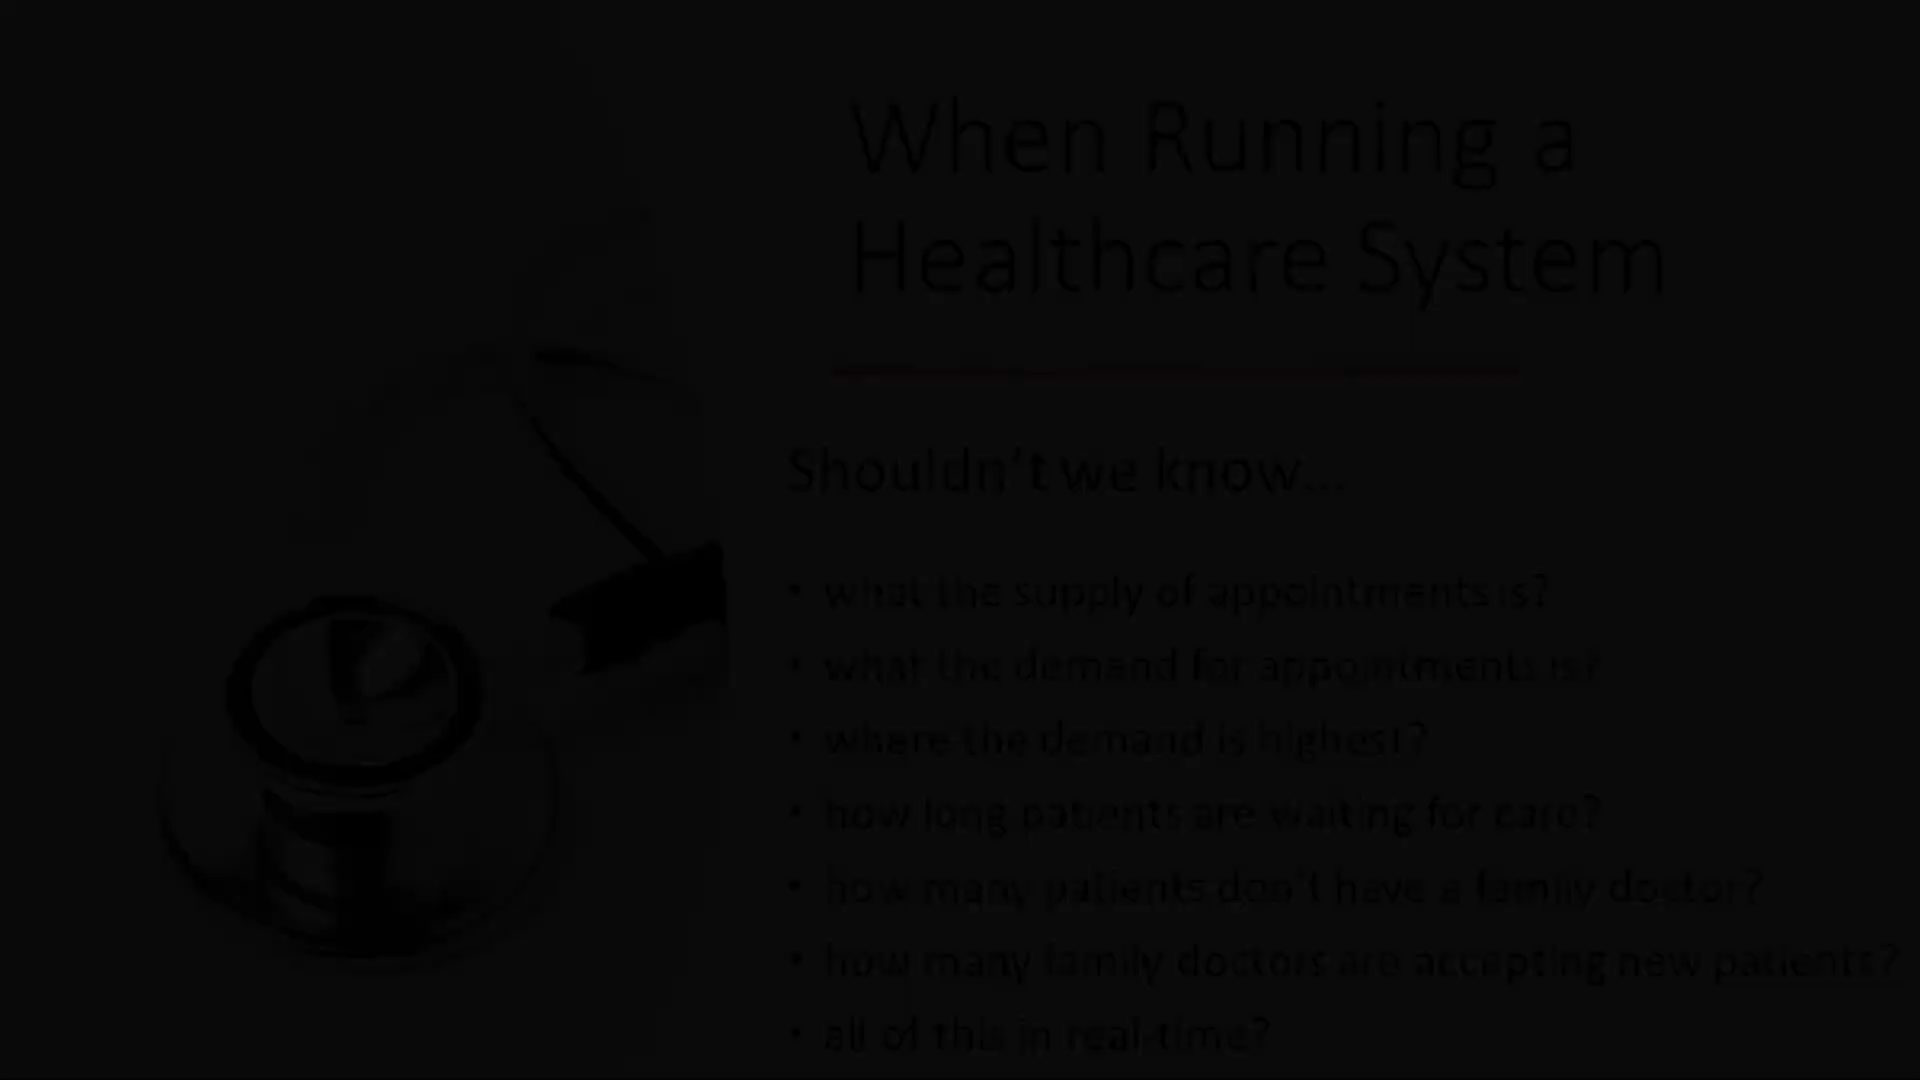 When Running a
Healthcare System
Shouldn't we know...
• what the supply of appointments is?
• what the demand for appointments is?
• where the demand is highest?
• how long patients are waiting for care?
• how many patients don't have a family doctor?
• how many family doctors are accepting new patients?
• all of this in real-time?